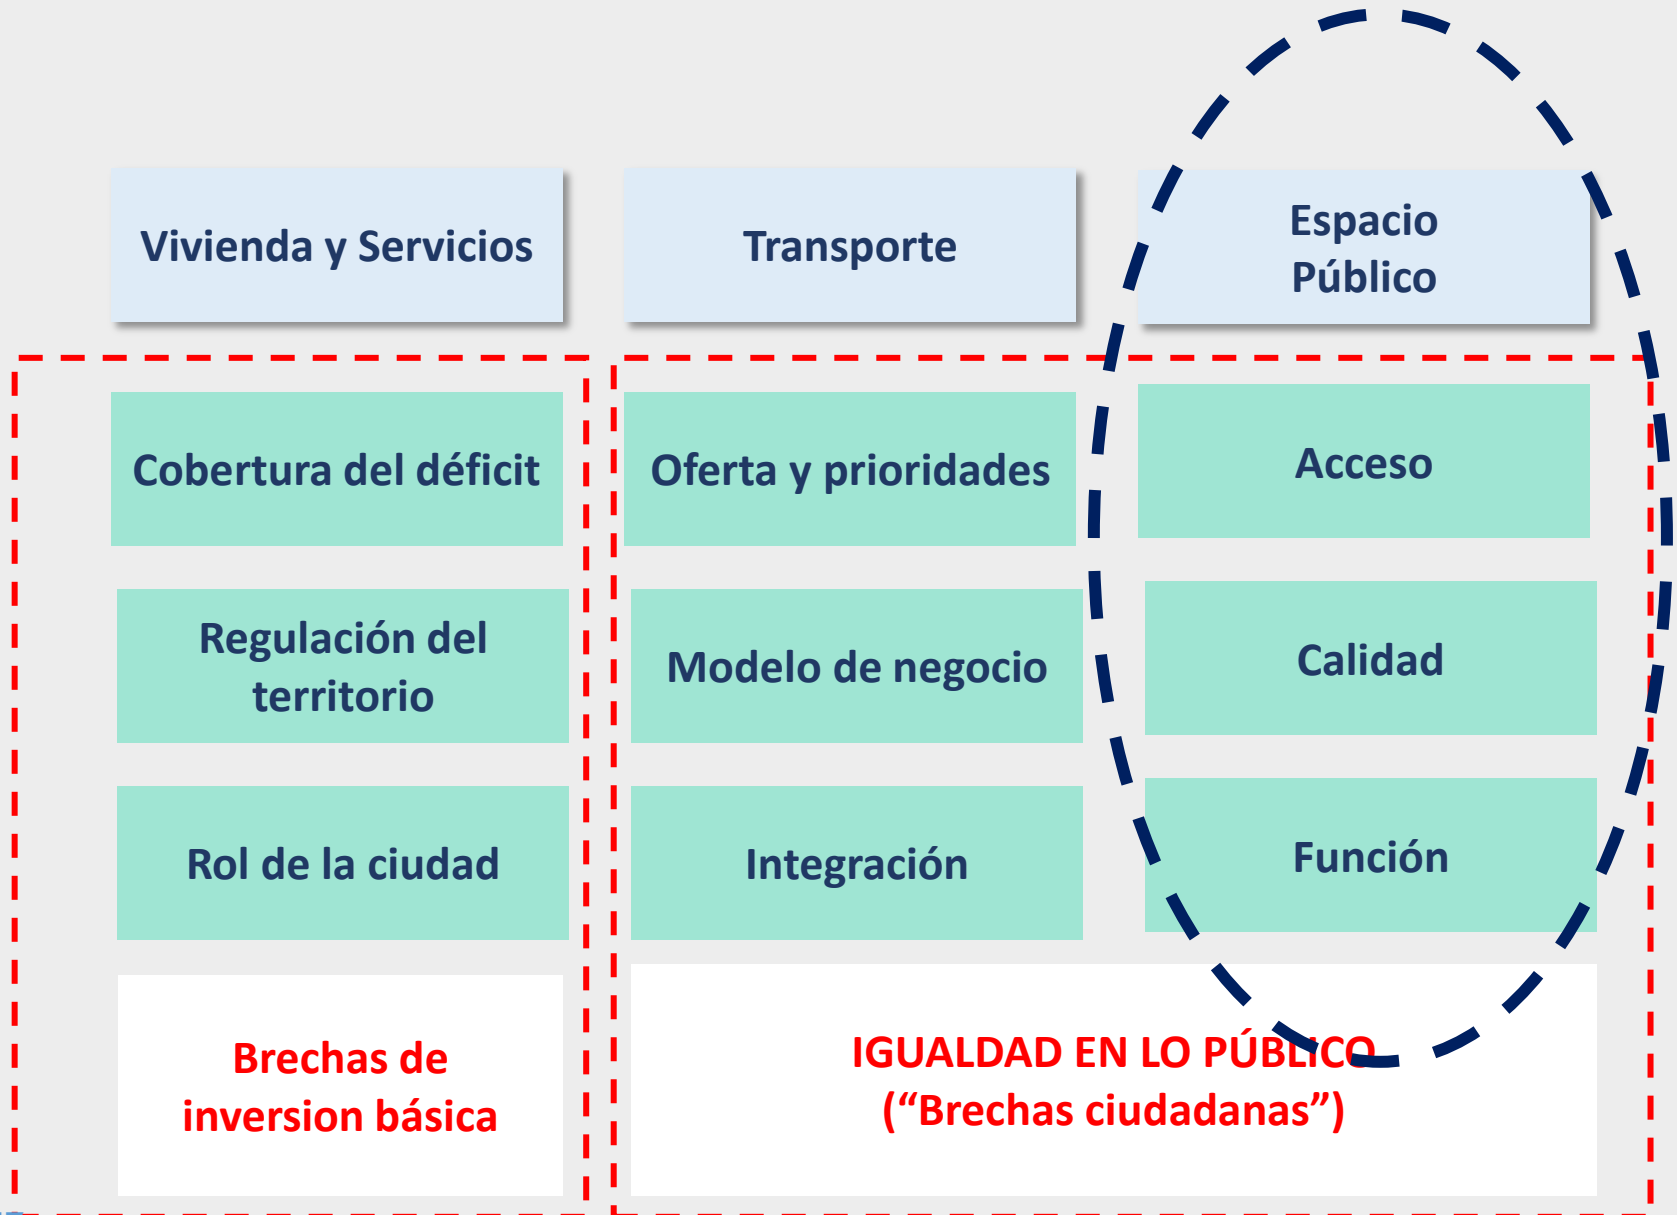 Vivienda y Servicios
Transporte
Espacio
Público
Cobertura del déficit
Oferta y prioridades
Acceso
Regulación del
territorio
Modelo de negocio
Calidad
Rol de la ciudad
Integración
Función
Brechas de
inversion básica
IGUALDAD EN LO PÚBLICO
(“Brechas ciudadanas”)